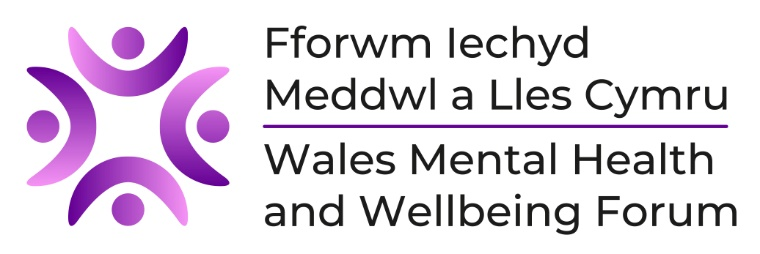 Fforwm Iechyd
Meddwl a Lles Cymru
Wales Mental Health
and Wellbeing Forum